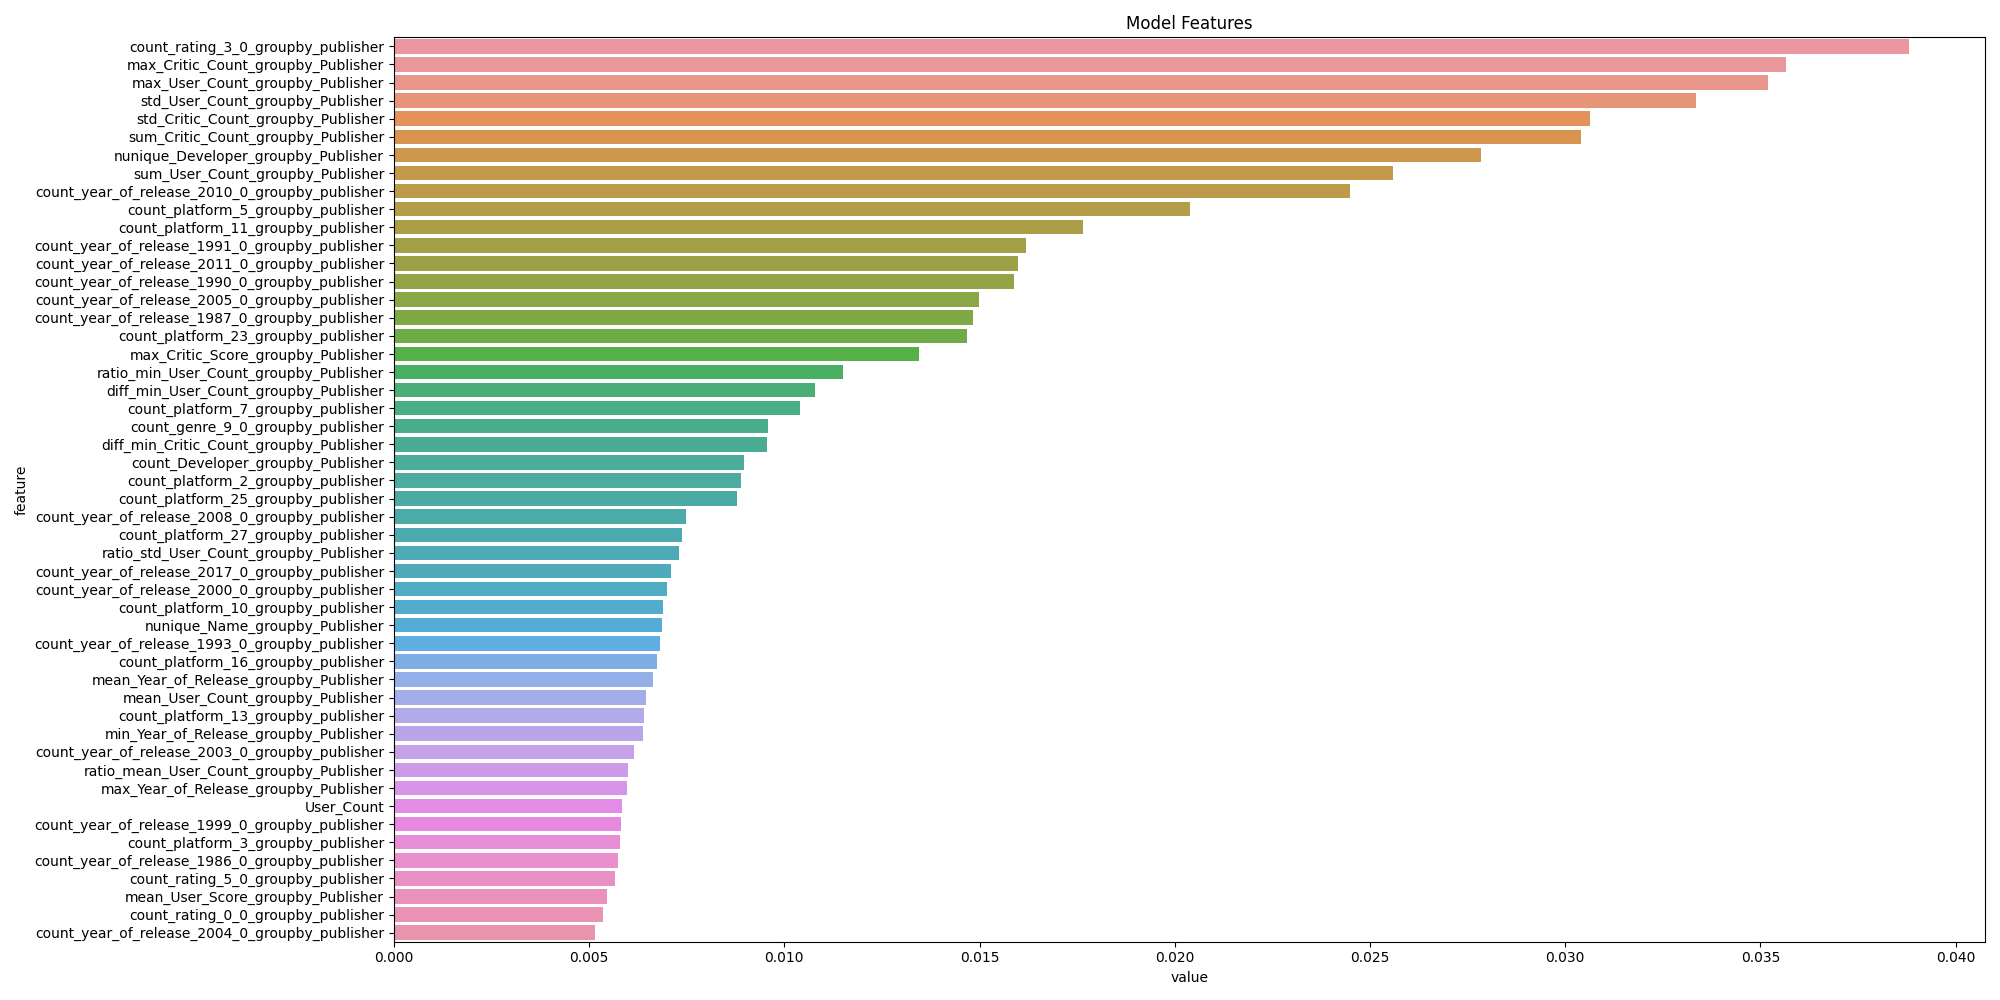 Model Features
count_rating_3_0_groupby_publisher
max_Critic_Count_groupby_Publisher
max_User_Count_groupby_Publisher
std_User_Count_groupby_Publisher
std_Critic_Count_groupby_Publisher
sum_Critic_Count_groupby_Publisher
nunique_Developer_groupby_Publisher
sum_User_Count_groupby_Publisher
count_year_of_release_2010_0_groupby_publisher
count_platform_5_groupby_publisher
count_platform_11_groupby_publisher
count_year_of_release_1991_0_groupby_publisher
count_year_of_release_2011_0_groupby_publisher
count_year_of_release_1990_0_groupby_publisher
count_year_of_release_2005_0_groupby_publisher
count_year_of_release_1987_0_groupby_publisher
count_platform_23_groupby_publisher
max_Critic_Score_groupby_Publisher
ratio_min_User_Count_groupby_Publisher
diff_min_User_Count_groupby_Publisher
count_platform_7_groupby_publisher
count_genre_9_0_groupby_publisher
diff_min_Critic_Count_groupby_Publisher
count_Developer_groupby_Publisher
count_platform_2_groupby_publisher
count_platform_25_groupby_publisher
count_year_of_release_2008_0_groupby_publisher
count_platform_27_groupby_publisher
ratio_std_User_Count_groupby_Publisher
count_year_of_release_2017_0_groupby_publisher
count_year_of_release_2000_0_groupby_publisher
count_platform_10_groupby_publisher
nunique_Name_groupby_Publisher
count_year_of_release_1993_0_groupby_publisher
count_platform_16_groupby_publisher
mean_Year_of_Release_groupby_Publisher
mean_User_Count_groupby_Publisher
count_platform_13_groupby_publisher
min_Year_of_Release_groupby_Publisher
count_year_of_release_2003_0_groupby_publisher
ratio_mean_User_Count_groupby_Publisher
max_Year_of_Release_groupby_Publisher
User_Count
count_year_of_release_1999_0_groupby_publisher
count_platform_3_groupby_publisher
count_year_of_release_1986_0_groupby_publisher
count_rating_5_0_groupby_publisher
mean_User_Score_groupby_Publisher
count_rating_0_0_groupby_publisher
count_year_of_release_2004_0_groupby_publisher
feature
0.000 0.005 0.010 0.015 0.020 0.025 0.030 0.035 0.040
value